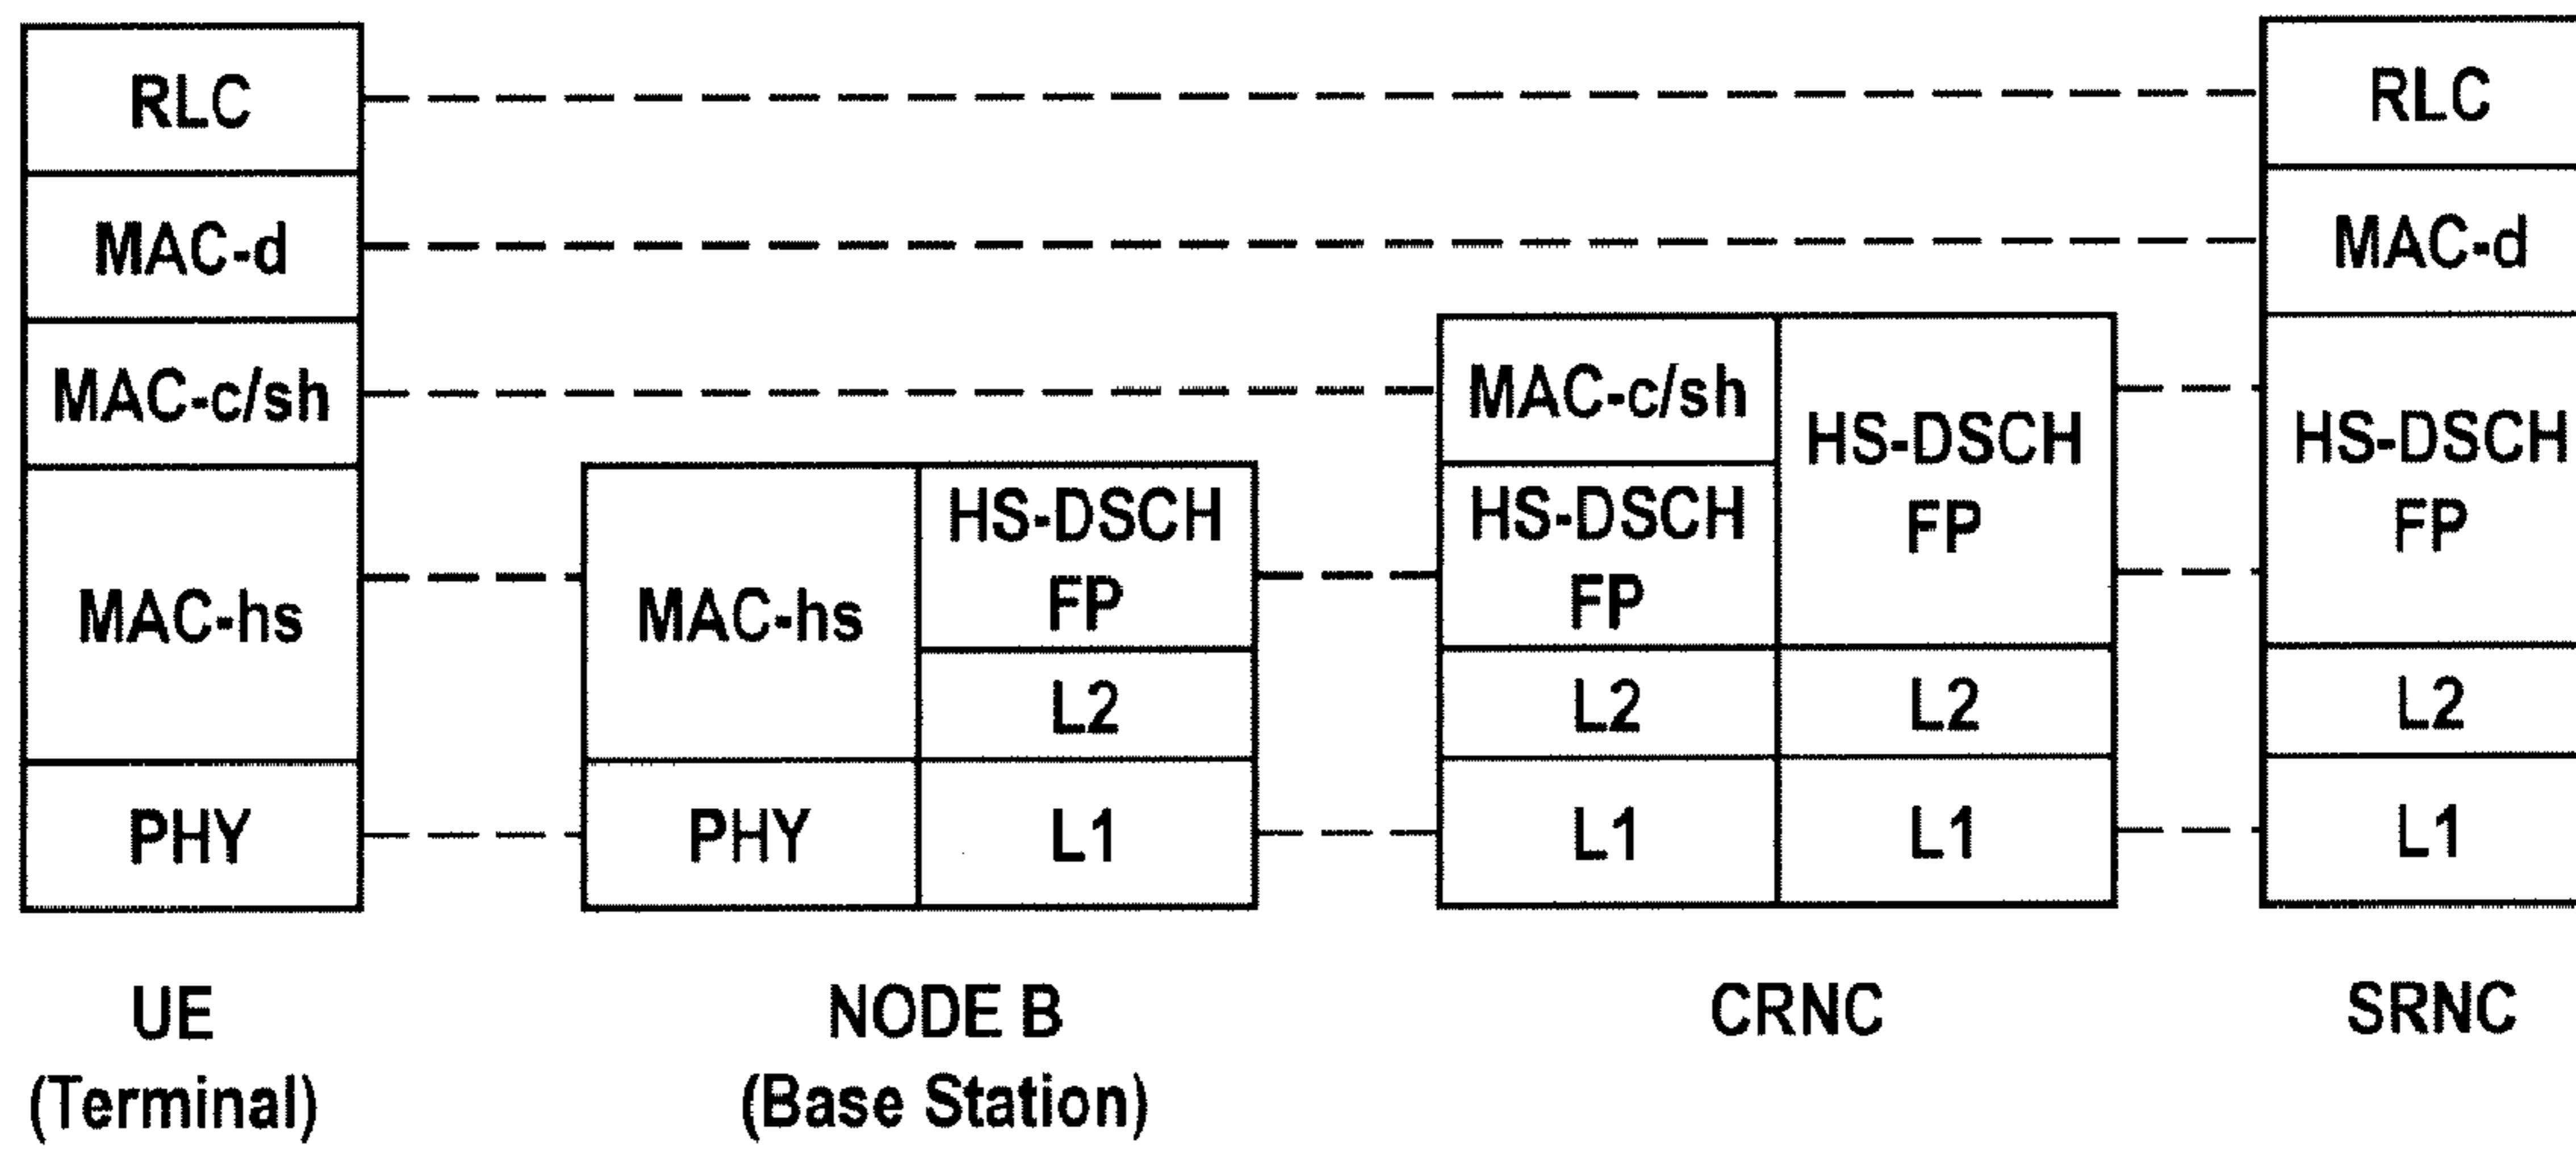 RLC
MAC-d
MAC-c/sh
MAC-hs
PHY
UE
(Terminal)
MAC-hs
PHY
HS-DSCH
FP
L2
L1
NODE B
(Base Station)
MAC-c/sh
HS-DSCH
FP
L2
L1
HS-DSCH
FP
L2
L1
CRNC
RLC
MAC-d
HS-DSCH
FP
L2
L1
SRNC